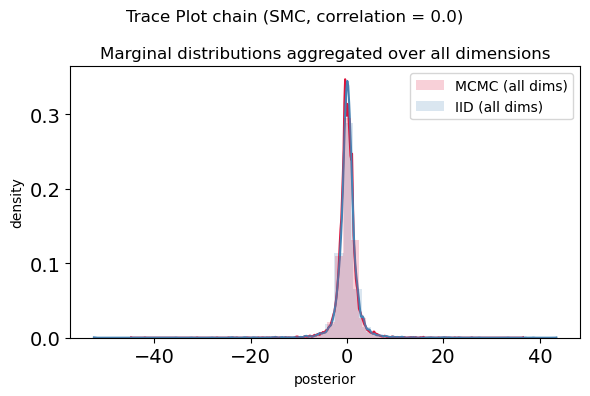 Trace Plot chain (SMC, correlation = 0.0)
Marginal distributions aggregated over all dimensions
MCMC (all dims)
IID (all dims)
density
0.3
0.2
0.1
0.0
−40
−20
0
20
40
posterior